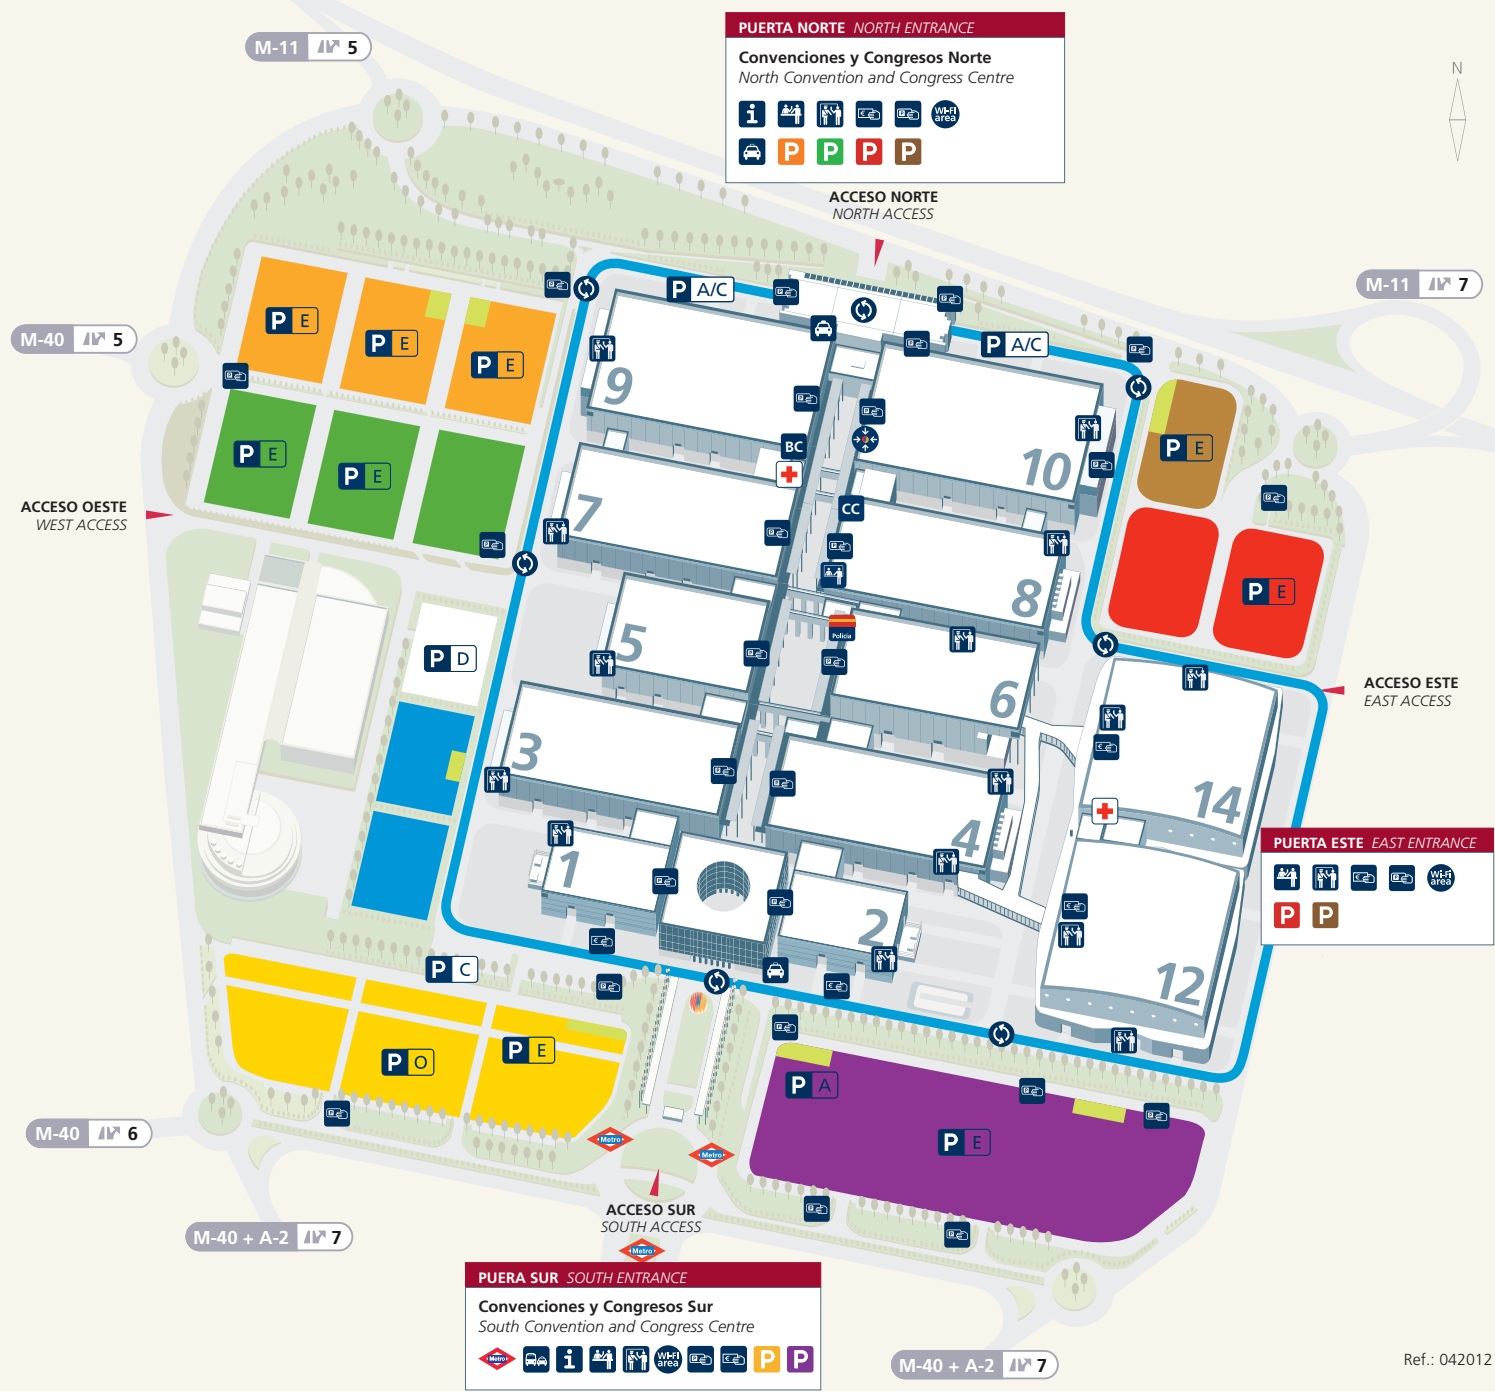 PUERTA NORTE NORTH ENTRANCE
Convenciones y Congresos Norte
North Convention and Congress Centre
i € P Wi-Fi area
P P P P
M-11 5
N
ACCESO NORTE
NORTH ACCESS
P A/C
M-11 7
P E
M-40 5
P E
P A/C
P E
9
P E
BC
P E
10
P E
P E
ACCESO OESTE
WEST ACCESS
7
CC
8
P E
5
Policía
P D
6
ACCESO ESTE
EAST ACCESS
3
14
4
PUERTA ESTE EAST ENTRANCE
1
€ P Wi-Fi area
2
P P
P C
12
P O
P E
P A
M-40 6
Metro
P E
Metro
ACCESO SUR
SOUTH ACCESS
M-40 + A-2 7
Metro
PUERA SUR SOUTH ENTRANCE
Convenciones y Congresos Sur
South Convention and Congress Centre
Metro i Wi-Fi area P € P P
M-40 + A-2 7
Ref.: 042012